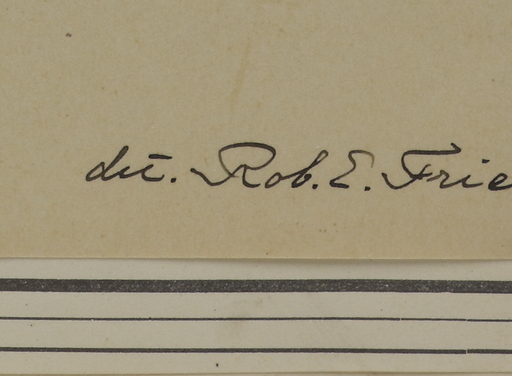 det. Rob. E. Frie